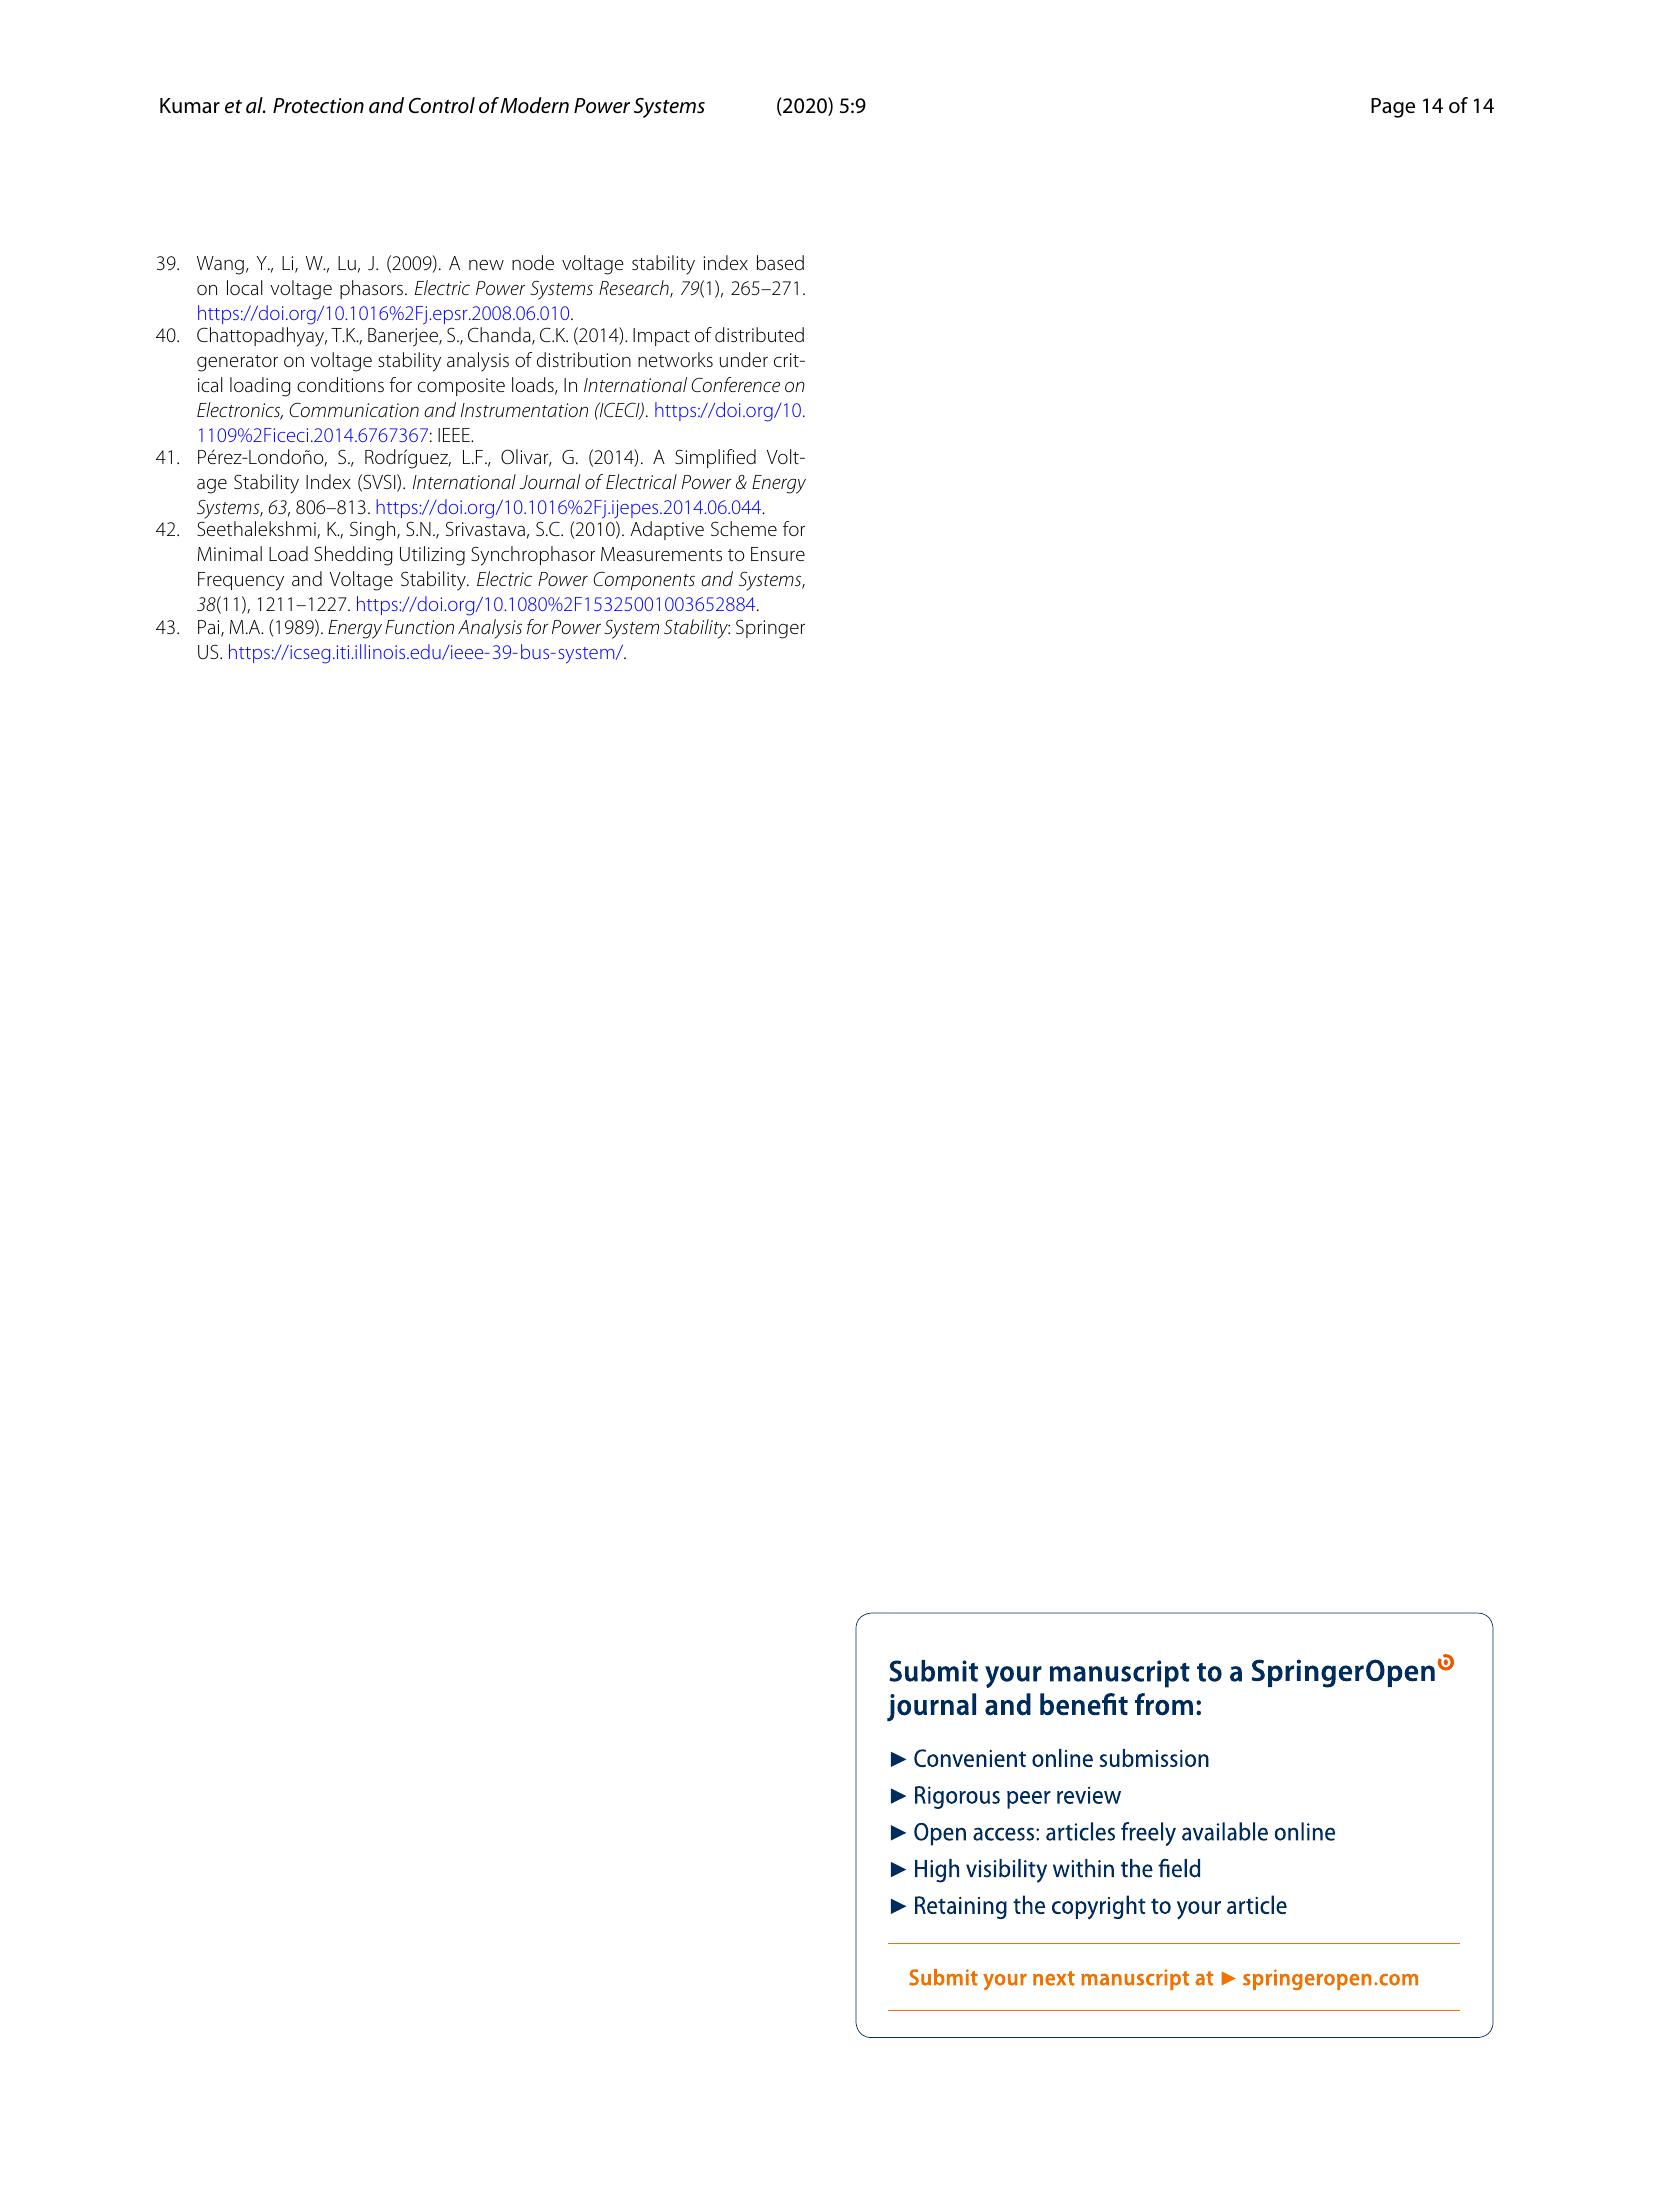 Kumar et al. Protection and Control of Modern Power Systems (2020) 5:9 Page 14 of 14
39. Wang, Y., Li, W., Lu, J. (2009). A new node voltage stability index based
on local voltage phasors. Electric Power Systems Research, 79(1), 265–271.
https://doi.org/10.1016%2Fj.epsr.2008.06.010.
40. Chattopadhyay, T.K., Banerjee, S., Chanda, C.K. (2014). Impact of distributed
generator on voltage stability analysis of distribution networks under crit-
ical loading conditions for composite loads, In International Conference on
Electronics, Communication and Instrumentation (ICECI). https://doi.org/10.
1109%2Ficeci.2014.6767367: IEEE.
41. Pérez-Londoño, S., Rodríguez, L.F., Olivar, G. (2014). A Simplified Volt-
age Stability Index (SVSI). International Journal of Electrical Power & Energy
Systems, 63, 806–813. https://doi.org/10.1016%2Fj.ijepes.2014.06.044.
42. Seethalekshmi, K., Singh, S.N., Srivastava, S.C. (2010). Adaptive Scheme for
Minimal Load Shedding Utilizing Synchrophasor Measurements to Ensure
Frequency and Voltage Stability. Electric Power Components and Systems,
38(11), 1211–1227. https://doi.org/10.1080%2F15325001003652884.
43. Pai, M.A. (1989). Energy Function Analysis for Power System Stability: Springer
US. https://icseg.iti.illinois.edu/ieee-39-bus-system/.
Submit your manuscript to a SpringerOpen
journal and benefit from:
► Convenient online submission
► Rigorous peer review
► Open access: articles freely available online
► High visibility within the field
► Retaining the copyright to your article
Submit your next manuscript at ► springeropen.com